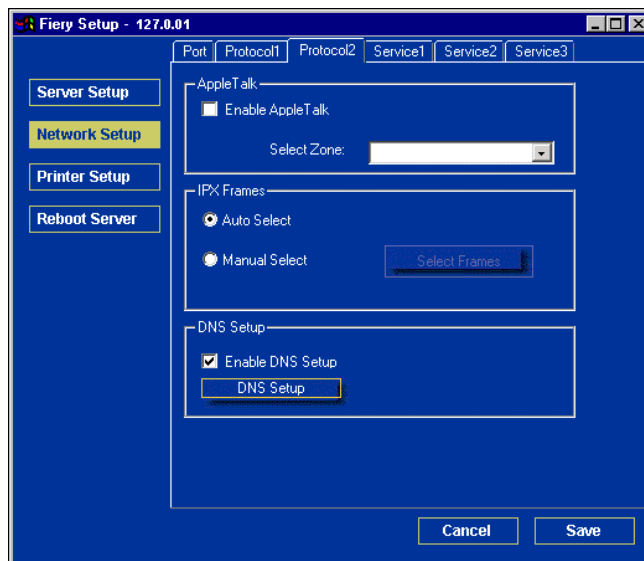 Fiery Setup - 127.0.01
Port Protocol1 Protocol2 Service1 Service2 Service3
Server Setup
Network Setup
Printer Setup
Reboot Server
AppleTalk
Enable AppleTalk
Select Zone:
IPX Frames
Auto Select
Manual Select
Select Frames
DNS Setup
Enable DNS Setup
DNS Setup
Cancel Save